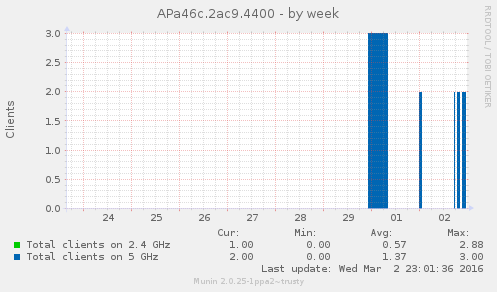 APa46c.2ac9.4400 - by week
RRDTOOL / TOBI OETIKER
Clients
3.0
2.5
2.0
1.5
1.0
0.5
0.0
24 25 26 27 28 29 01 02
Cur: Min: Avg: Max:
Total clients on 2.4 GHz 1.00 0.00 0.57 2.88
Total clients on 5 GHz 2.00 0.00 1.37 3.00
Last update: Wed Mar 2 23:01:36 2016
Munin 2.0.25-1ppa2~trusty